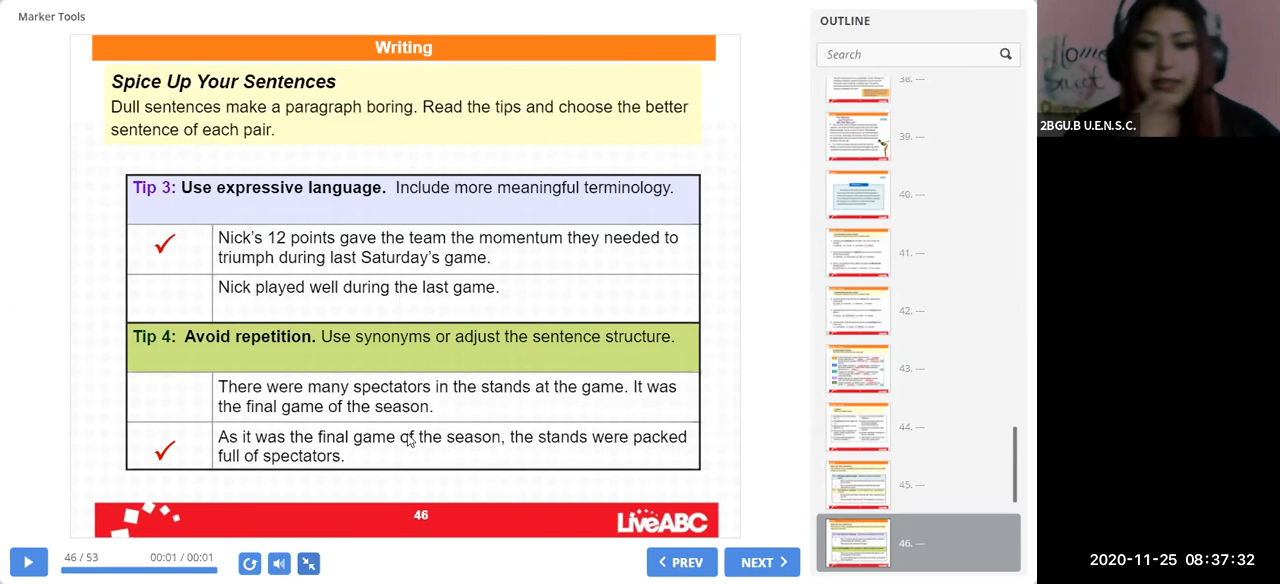 Marker Tools
Writing
Spice Up Your Sentences
Dull sentences make a paragraph boring. Read the tips and choose the better
sentence of each pair.
Tip 3: Use expressive language. Include more meaningful terminology.
Nick's 12 points gave the team the momentum they needed to
triumph during last Saturday's game.
Nick played well during the last game.
Tip 4: Avoid repetition. Use synonyms or adjust the sentence structure.
There were many spectators in the stands at the game. It was
the final game of the season.
As it was the final game of the season, the stands were packed
full of spectators.
46
LiveABC
46 / 53
00:01 / 00:01
PREV
NEXT
OUTLINE
Search
38. —
39. —
40. —
41. —
42. —
43. —
44. —
45. —
46. —
2BGU.B U.E.N.S.C.
2020-11-25 08:37:32